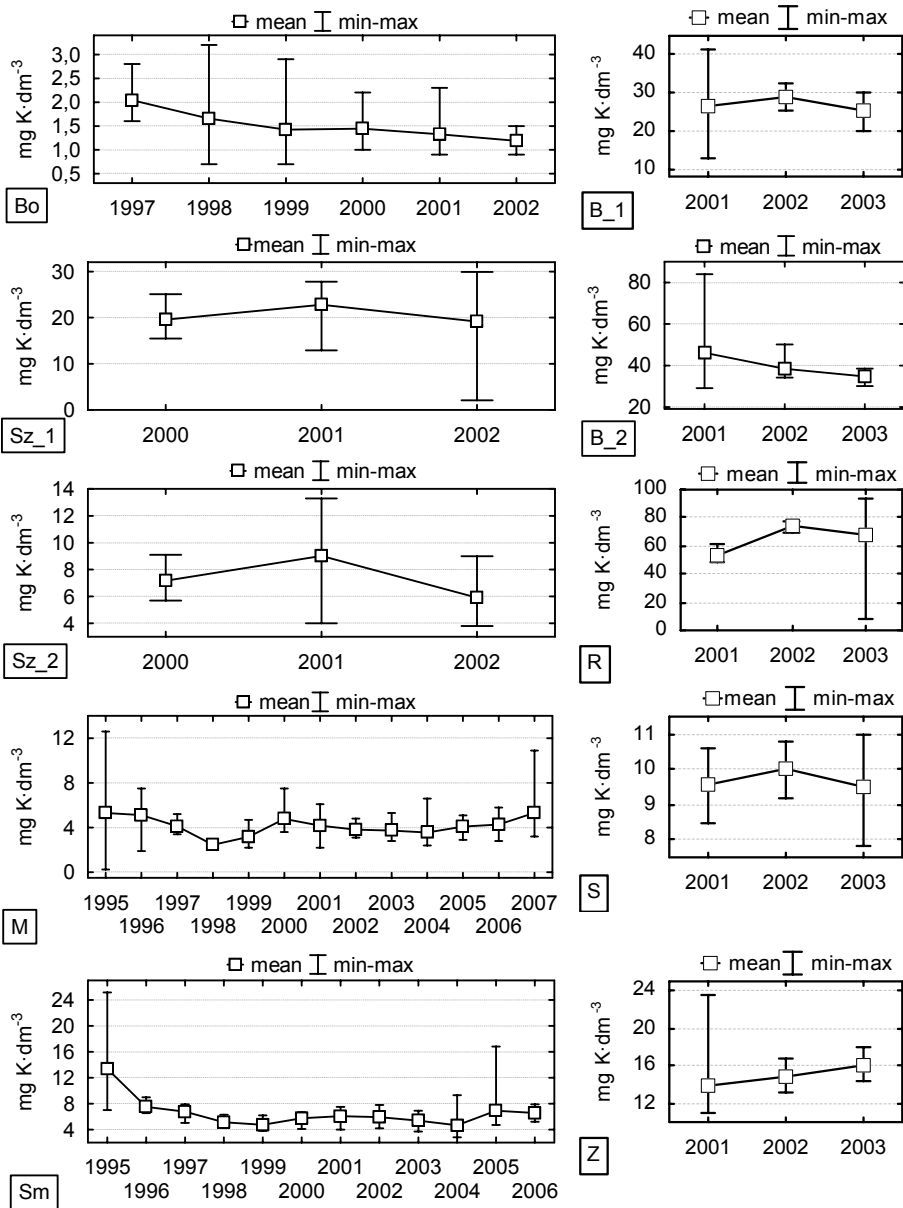 mean min-max
mg K·dm⁻³
3,0
2,5
2,0
1,5
1,0
0,5
1997 1998 1999 2000 2001 2002
Bo
mean min-max
mg K·dm⁻³
30
20
10
0
2000 2001 2002
Sz_1
mean min-max
mg K·dm⁻³
14
12
10
8
6
4
2000 2001 2002
Sz_2
mean min-max
mg K·dm⁻³
12
8
4
0
1995 1997 1999 2001 2003 2005 2007
1996 1998 2000 2002 2004 2006
M
mean min-max
mg K·dm⁻³
24
20
16
12
8
4
1995 1997 1999 2001 2003 2005
1996 1998 2000 2002 2004 2006
Sm
mean min-max
mg K·dm⁻³
40
30
20
10
2001 2002 2003
B_1
mean min-max
mg K·dm⁻³
80
60
40
20
2001 2002 2003
B_2
mean min-max
mg K·dm⁻³
100
80
60
40
20
0
2001 2002 2003
R
mean min-max
mg K·dm⁻³
11
10
9
8
2001 2002 2003
S
mean min-max
mg K·dm⁻³
24
20
16
12
2001 2002 2003
Z